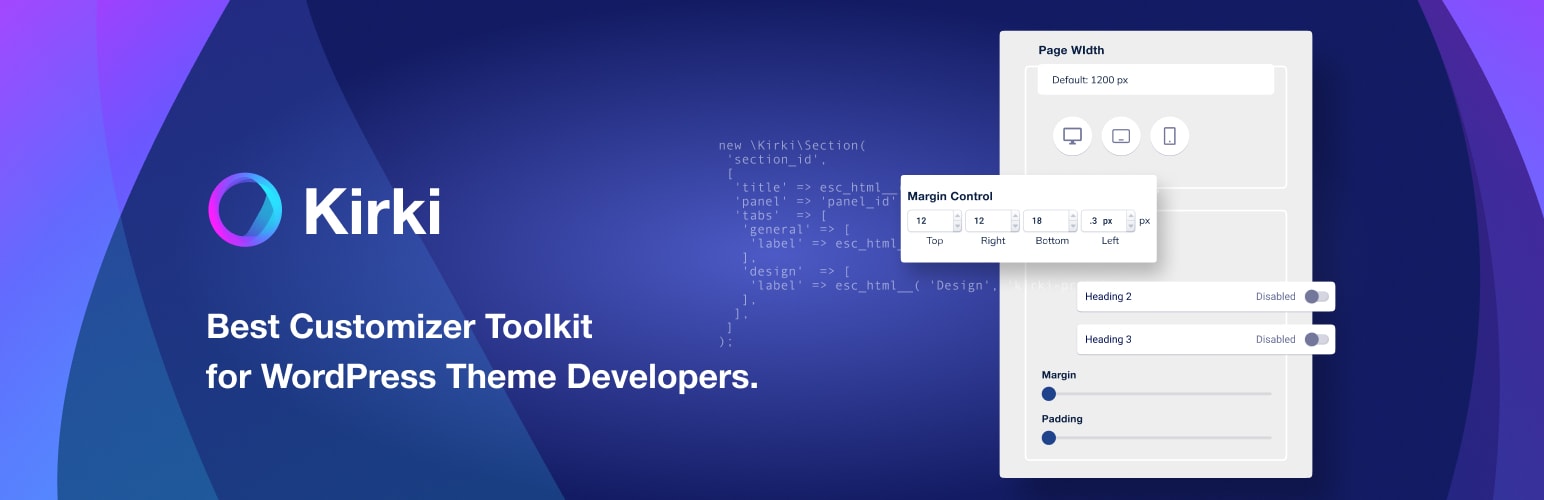 Kirki
Best Customizer Toolkit
for WordPress Theme Developers.
new \Kirki\Section(
'section_id',
[
'title' => esc_html__(
'panel' => 'panel_id'
'tabs' => [
'general' => [
'label' => esc_html_
],
'design' => [
'label' => esc_html__( 'Design', 'kirki-pr
],
],
]
);
Page WIdth
Default: 1200 px
Margin Control
12 12 18 .3 px px
Top Right Bottom Left
Heading 2 Disabled
Heading 3 Disabled
Margin
Padding